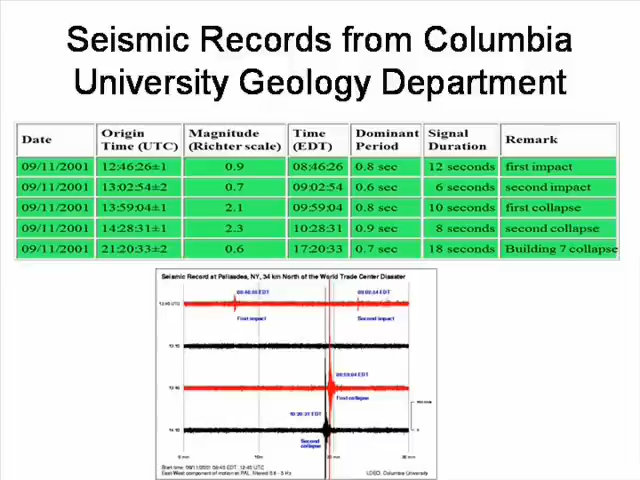 Seismic Records from Columbia
University Geology Department
Date Origin Time (UTC) Magnitude (Richter scale) Time (EDT) Dominant Period Signal Duration Remark
09/11/2001 12:46:26±1 0.9 08:46:26 0.8 sec 12 seconds first impact
09/11/2001 13:02:54±2 0.7 09:02:54 0.6 sec 6 seconds second impact
09/11/2001 13:59:04±1 2.1 09:59:04 0.8 sec 10 seconds first collapse
09/11/2001 14:28:31±1 2.3 10:28:31 0.9 sec 8 seconds second collapse
09/11/2001 21:20:33±2 0.6 17:20:33 0.7 sec 18 seconds Building 7 collapse
Seismic Record at Palisades, NY, 34 km North of the World Trade Center Disaster
First impact
Second impact
First collapse
10:28:31 EDT
Second
collapse
LDEO, Columbia University